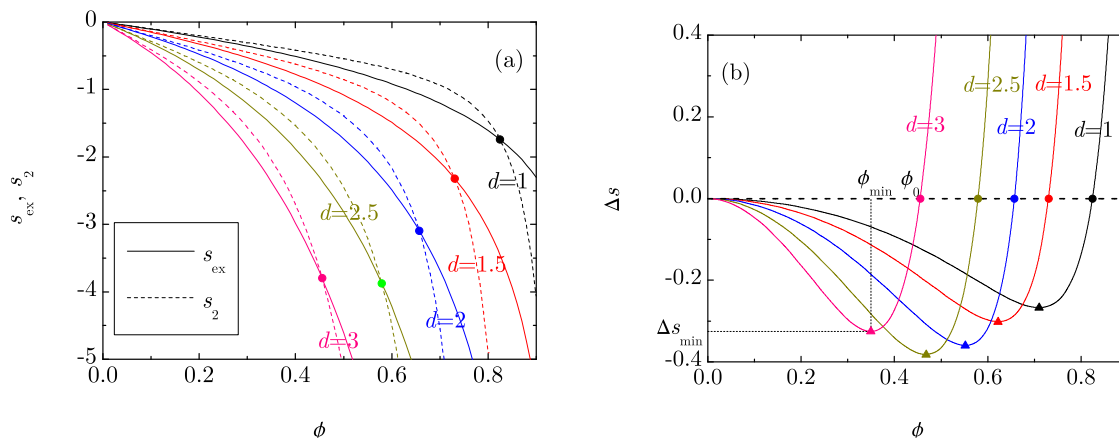 (a)
0
-1
-2
-3
-4
-5
s_ex, s_2
d=1
d=2.5
d=1.5
d=2
d=3
s_ex
s_2
0.0 0.2 0.4 0.6 0.8
ϕ
(b)
0.4
0.2
0.0
-0.2
-0.4
Δs
d=2.5 d=1.5
d=3 d=2 d=1
ϕ_min ϕ_0
Δs_min
0.0 0.2 0.4 0.6 0.8
ϕ